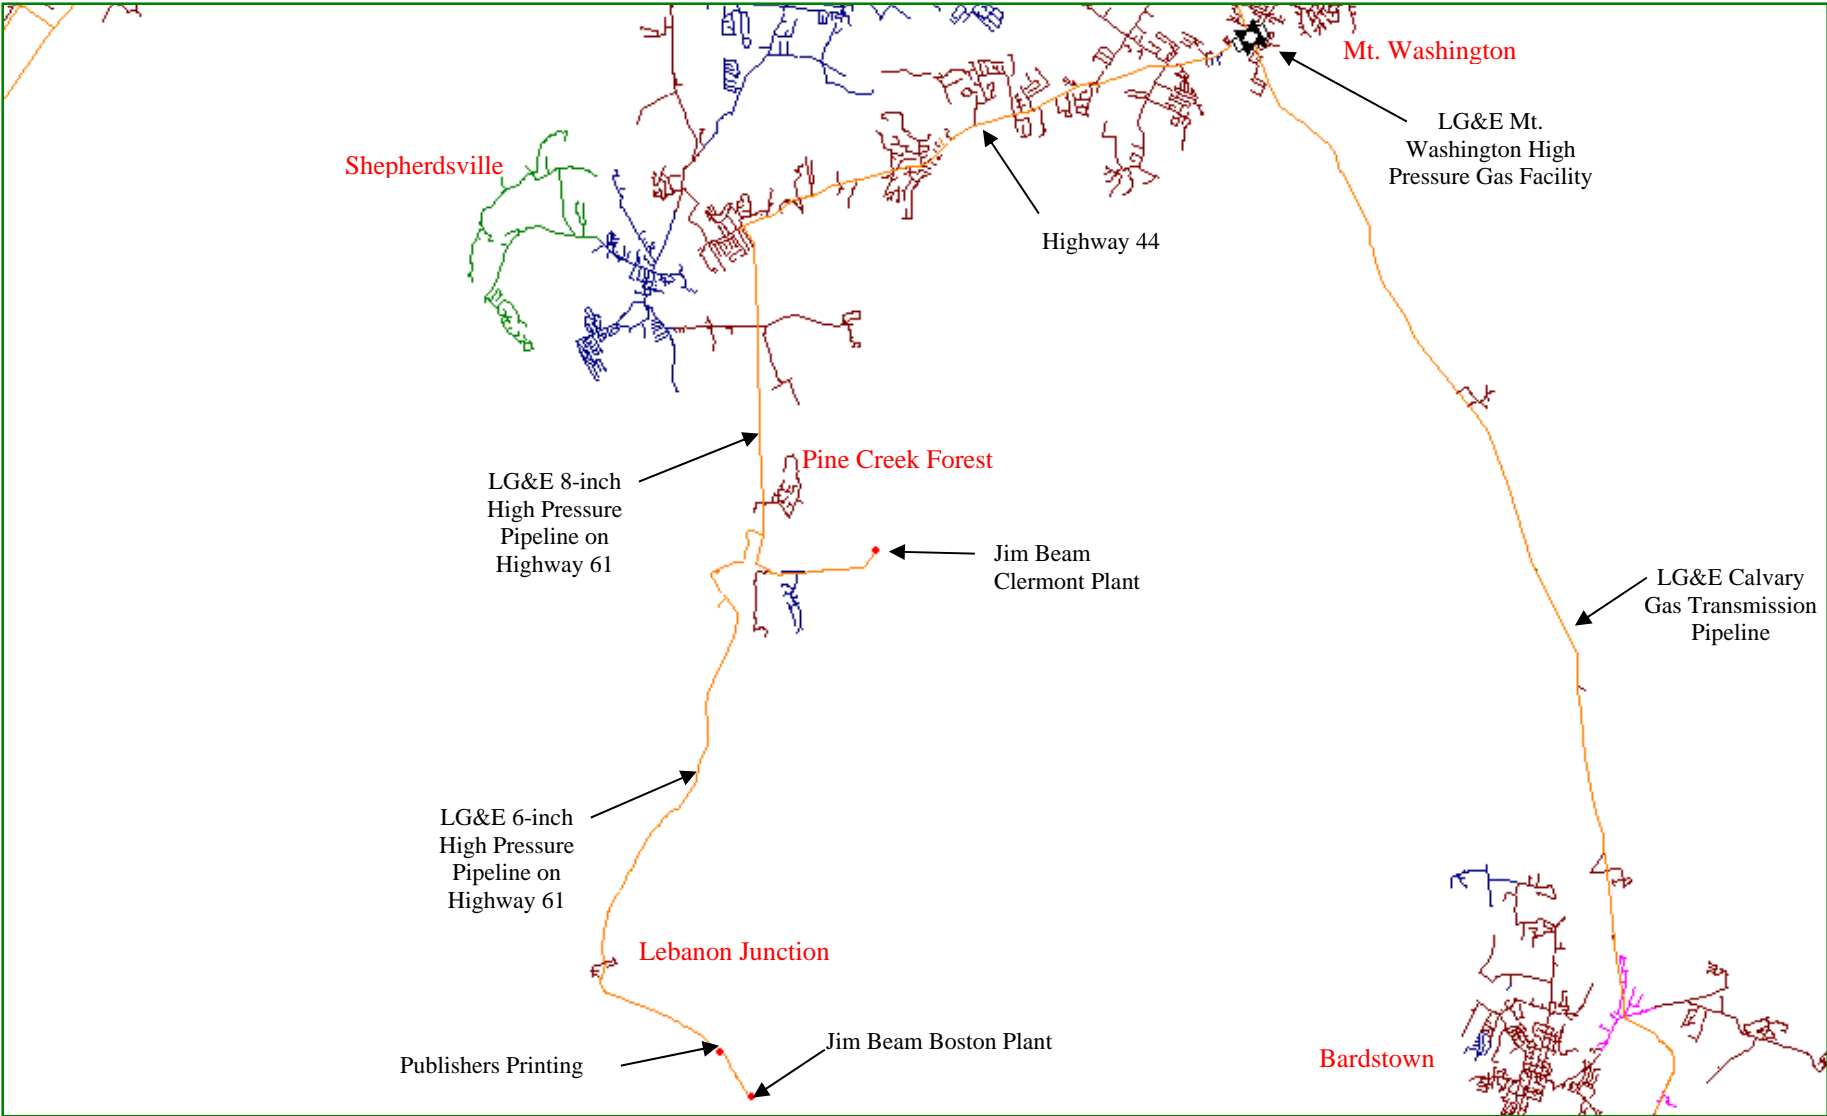 Mt. Washington
LG&E Mt.
Washington High
Pressure Gas Facility
Shepherdsville
Highway 44
Pine Creek Forest
LG&E 8-inch
High Pressure
Pipeline on
Highway 61
Jim Beam
Clermont Plant
LG&E Calvary
Gas Transmission
Pipeline
LG&E 6-inch
High Pressure
Pipeline on
Highway 61
Lebanon Junction
Jim Beam Boston Plant
Publishers Printing
Bardstown